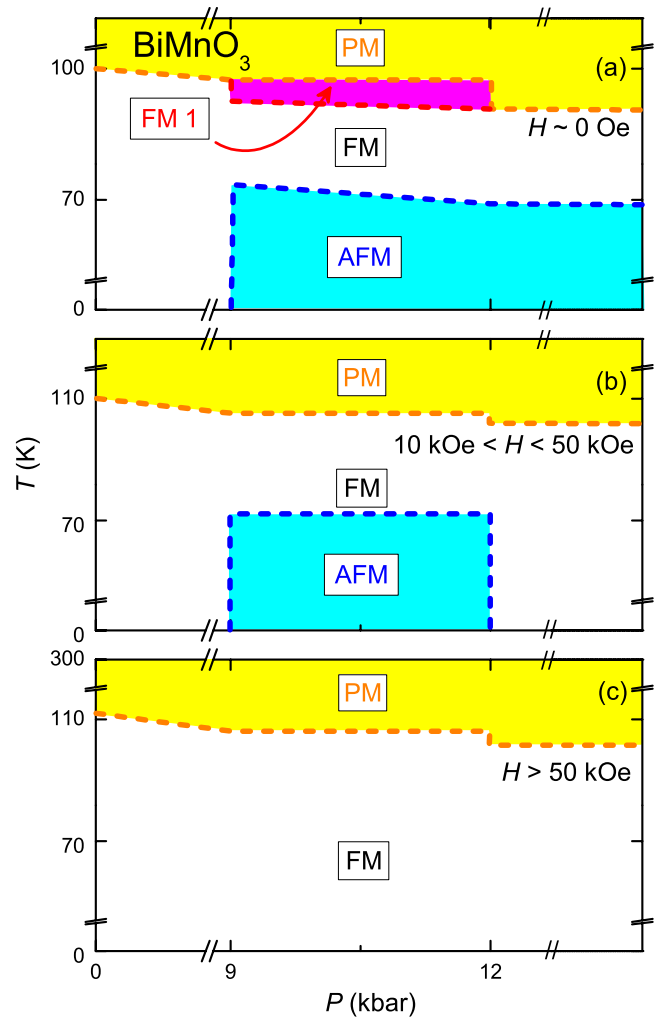 BiMnO3
PM
(a)
100
FM 1
H ~ 0 Oe
FM
70
AFM
0
PM
(b)
110
10 kOe < H < 50 kOe
T (K)
FM
70
AFM
0
300
PM
(c)
110
H > 50 kOe
70
FM
0
0
9
12
P (kbar)